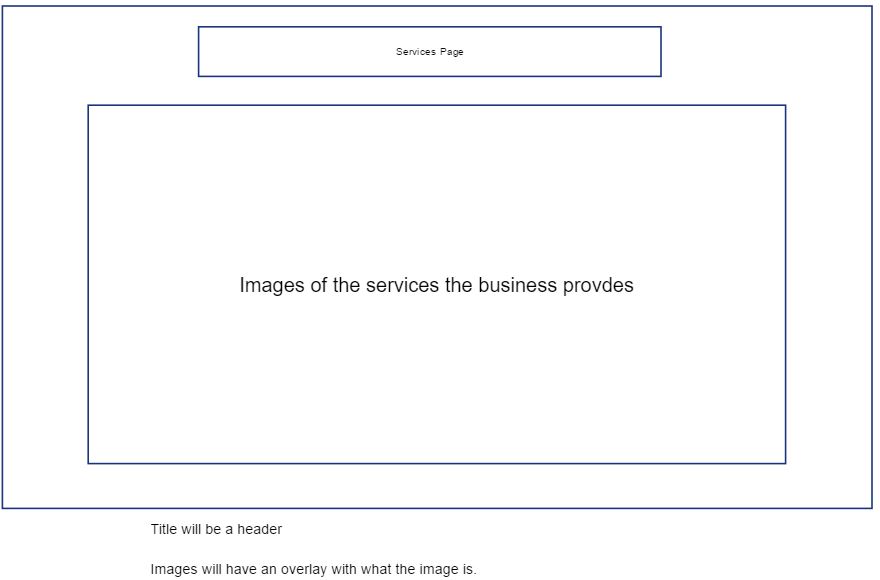 Services Page
Images of the services the business provdes
Title will be a header
Images will have an overlay with what the image is.